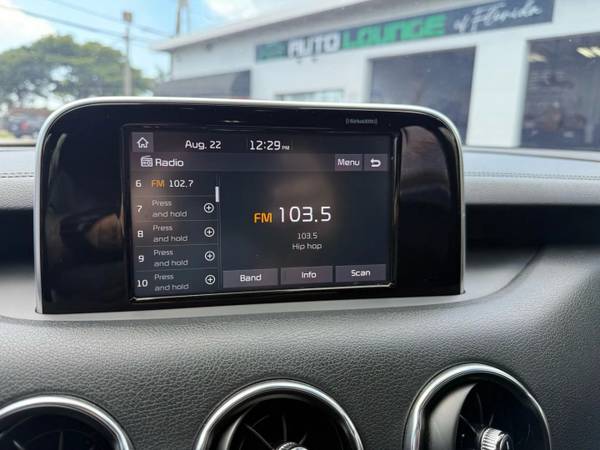 AUTO LOUNGE of Florida
SiriusXM
Aug. 22 12:29 PM
Radio Menu
6 FM 102.7
7 Press and hold
8 Press and hold
9 Press and hold
10 Press and hold
FM 103.5
103.5
Hip hop
Band Info Scan